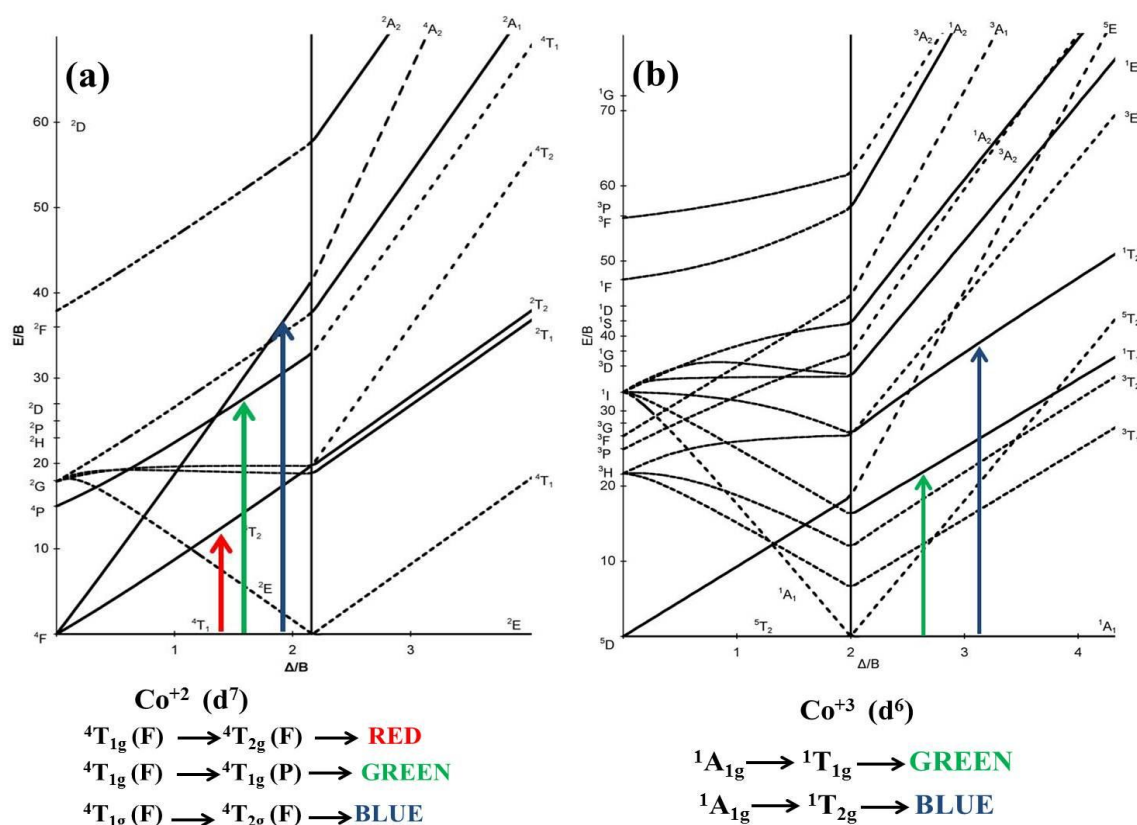 (a)
²A₂
⁴A₂
²A₁
⁴T₁
60
²D
50
⁴T₂
40
E/B
²F
30
²D
²P
²H
20
²G
⁴P
10
⁴F
²T₂
²T₁
⁴T₁
T₂
²E
⁴T₁
²E
1
2
3
Δ/B
(b)
³A₂
¹A₂
³A₁
⁵E
¹E
³E
¹G
70
60
³P
³F
50
¹F
¹D
¹S
40
E/B
¹G
³D
¹I
30
³G
³F
³P
³H
20
10
⁵D
¹A₂
³A₂
¹T₂
⁵T₂
¹T
³T₂
³T
¹A₁
⁵T₂
¹A₁
1
2
3
4
Δ/B
Co⁺² (d⁷)
⁴T₁g (F) → ⁴T₂g (F) → RED
⁴T₁g (F) → ⁴T₁g (P) → GREEN
⁴T₁g (F) → ⁴T₂g (F) → BLUE
Co⁺³ (d⁶)
¹A₁g → ¹T₁g → GREEN
¹A₁g → ¹T₂g → BLUE